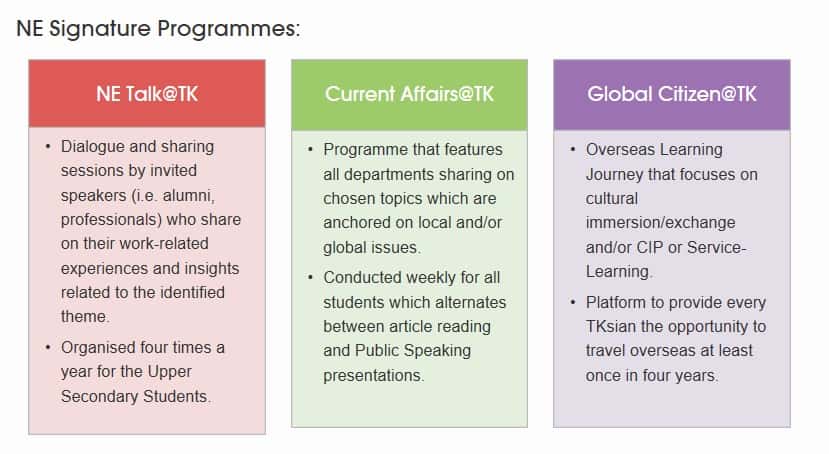 NE Signature Programmes:
NE Talk@TK
• Dialogue and sharing
sessions by invited
speakers (i.e. alumni,
professionals) who share
on their work-related
experiences and insights
related to the identified
theme.
• Organised four times a
year for the Upper
Secondary Students.
Current Affairs@TK
• Programme that features
all departments sharing on
chosen topics which are
anchored on local and/or
global issues.
• Conducted weekly for all
students which alternates
between article reading
and Public Speaking
presentations.
Global Citizen@TK
• Overseas Learning
Journey that focuses on
cultural
immersion/exchange
and/or CIP or Service-
Learning.
• Platform to provide every
TKsian the opportunity to
travel overseas at least
once in four years.